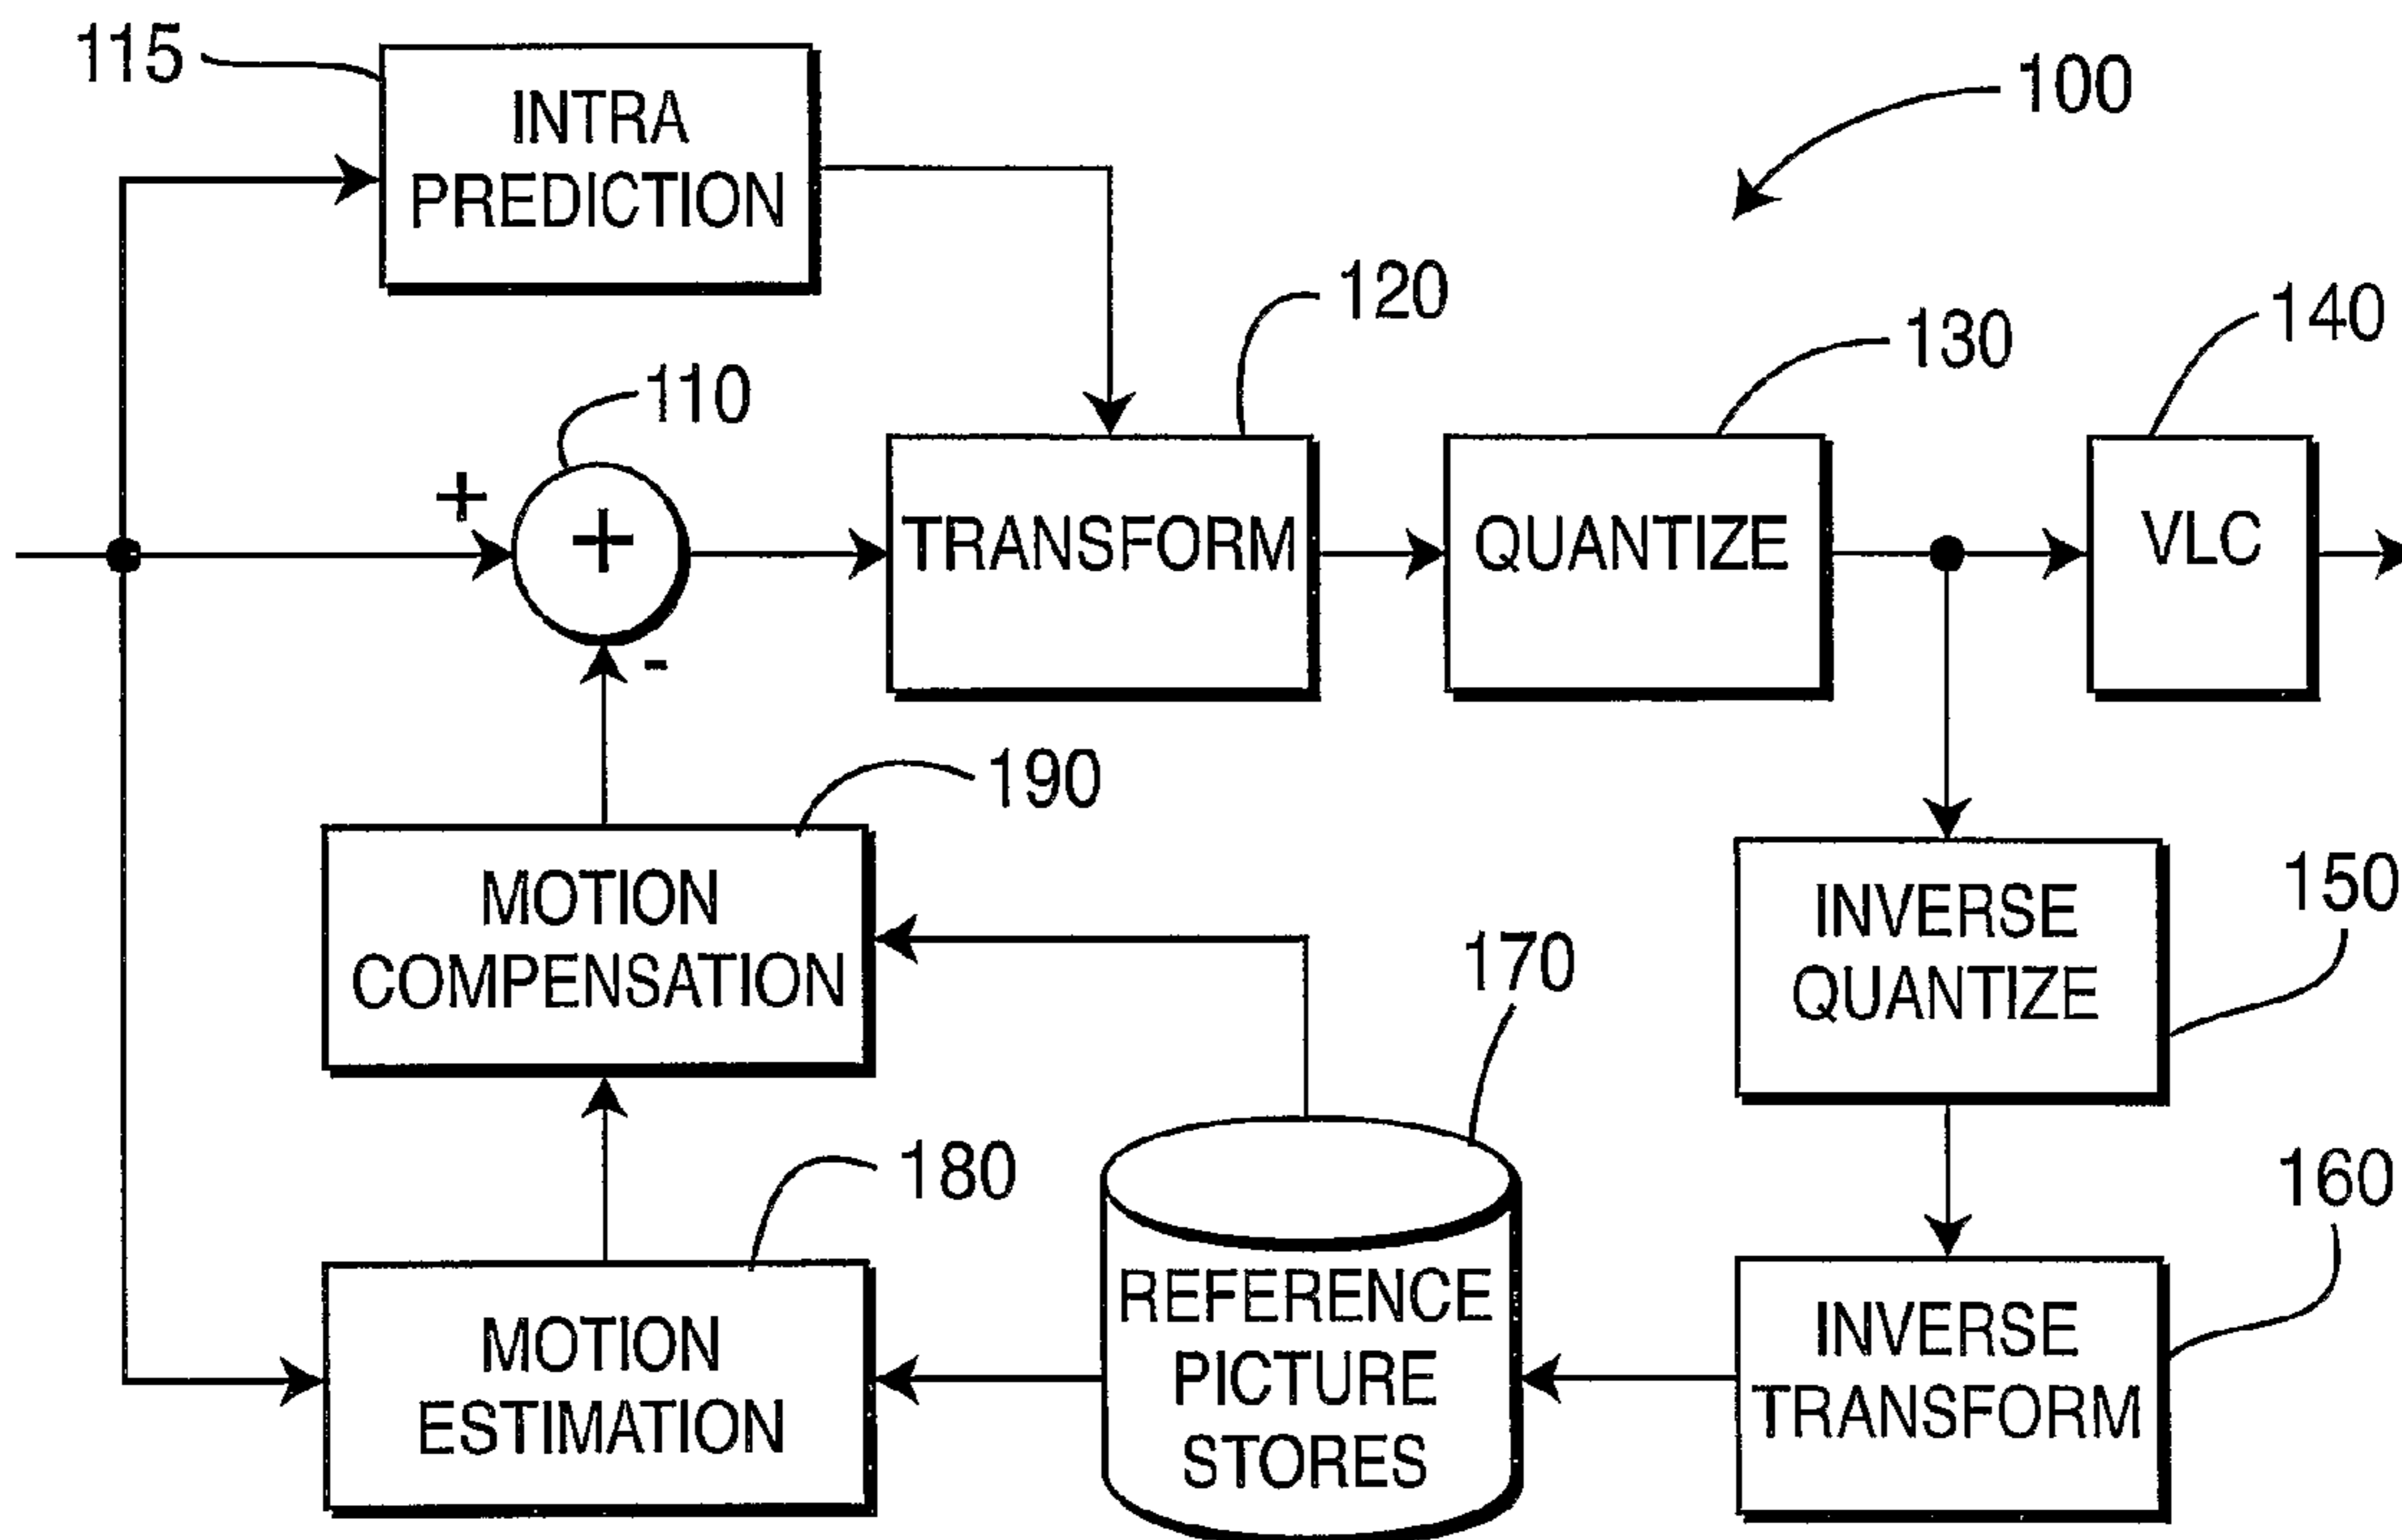 115
INTRA
PREDICTION
100
120
140
130
110
+
+
TRANSFORM
QUANTIZE
VLC
-
190
MOTION
COMPENSATION
INVERSE
QUANTIZE
150
170
180
160
REFERENCE
PICTURE
STORES
INVERSE
TRANSFORM
MOTION
ESTIMATION